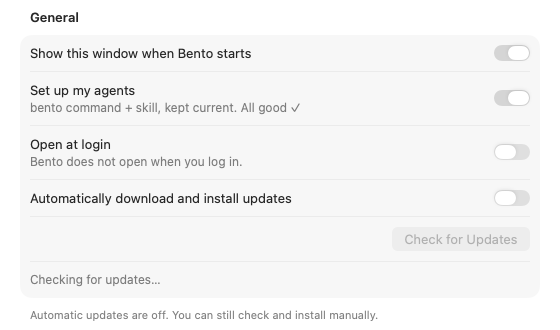 General
Show this window when Bento starts
Set up my agents
bento command + skill, kept current. All good ✓
Open at login
Bento does not open when you log in.
Automatically download and install updates
Check for Updates
Checking for updates...
Automatic updates are off. You can still check and install manually.